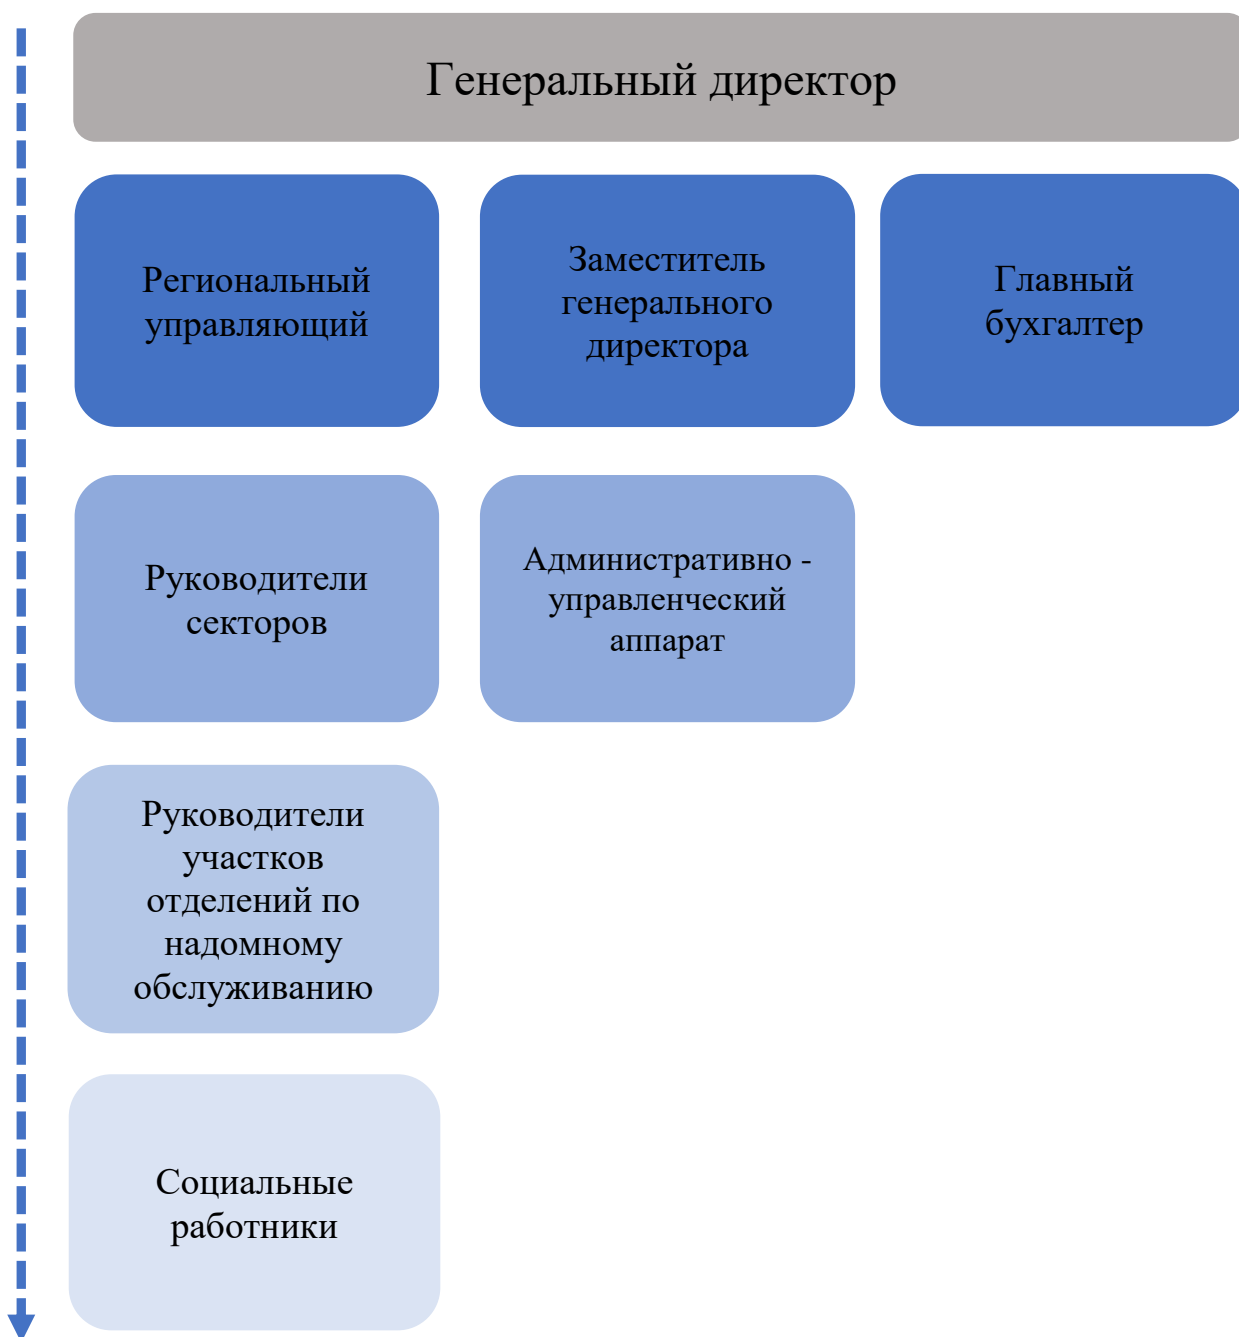 Генеральный директор
Региональный
управляющий
Заместитель
генерального
директора
Главный
бухгалтер
Руководители
секторов
Административно -
управленческий
аппарат
Руководители
участков
отделений по
надомному
обслуживанию
Социальные
работники